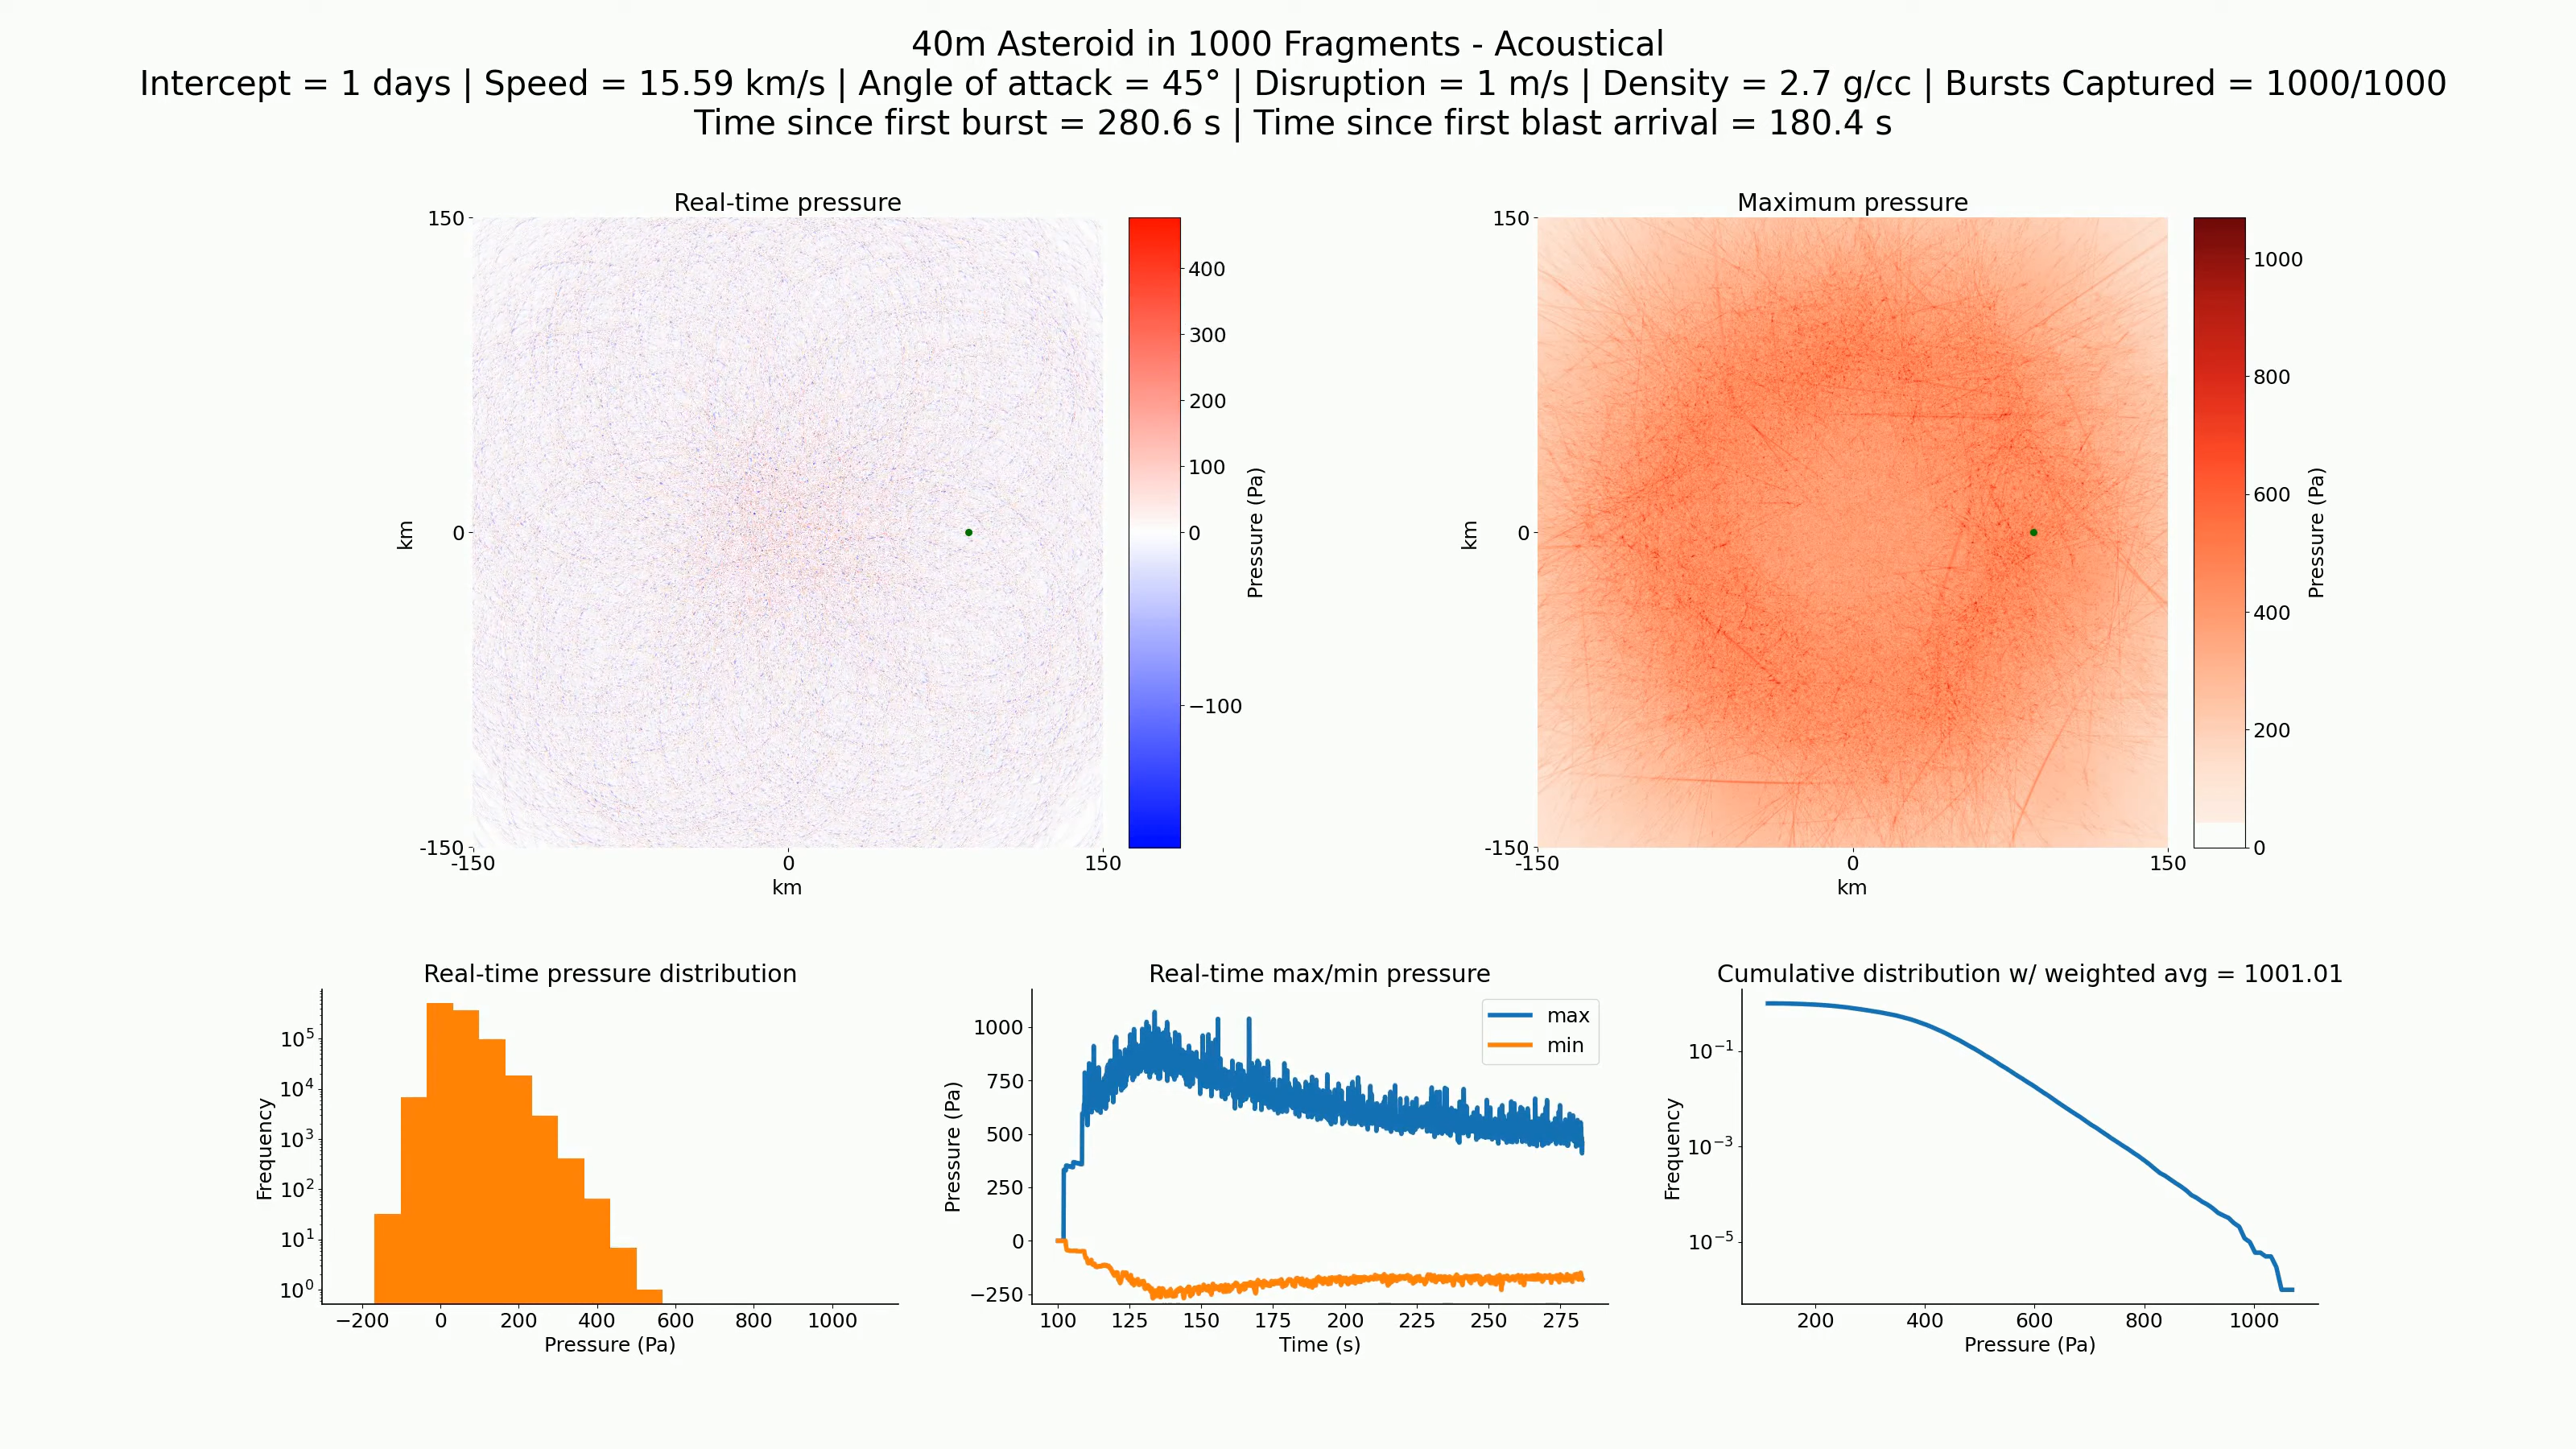 40m Asteroid in 1000 Fragments - Acoustical
Intercept = 1 days | Speed = 15.59 km/s | Angle of attack = 45° | Disruption = 1 m/s | Density = 2.7 g/cc | Bursts Captured = 1000/1000
Time since first burst = 280.6 s | Time since first blast arrival = 180.4 s
Real-time pressure
150
0
-150
km
-150
0
150
km
400
300
200
100
0
−100
Pressure (Pa)
Maximum pressure
150
0
-150
km
-150
0
150
km
1000
800
600
400
200
0
Pressure (Pa)
Real-time pressure distribution
10^5
10^4
10^3
10^2
10^1
10^0
Frequency
−200 0 200 400 600 800 1000
Pressure (Pa)
Real-time max/min pressure
max
min
1000
750
500
250
0
−250
Pressure (Pa)
100 125 150 175 200 225 250 275
Time (s)
Cumulative distribution w/ weighted avg = 1001.01
10^−1
10^−3
10^−5
Frequency
200 400 600 800 1000
Pressure (Pa)